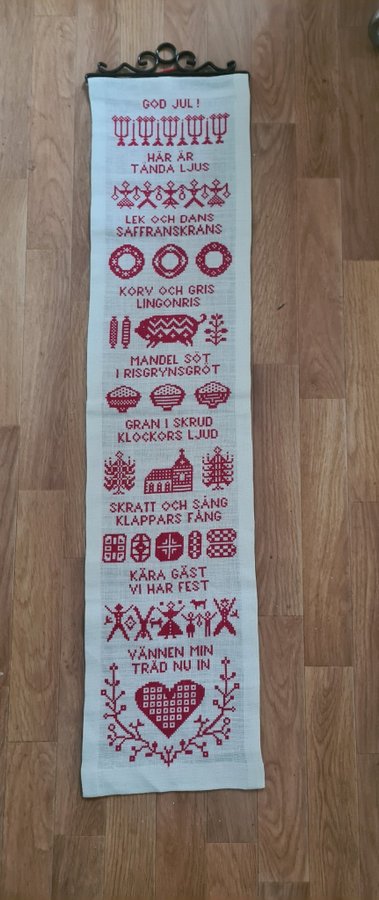 GOD JUL!
HÄR ÄR
TÄNDA LJUS
LEK OCH DANS
SAFFRANSKRANS
KORV OCH GRIS
LINGONRIS
MANDEL SÖT
I RISGRYNSGRÖT
GRAN I SKRUD
KLOCKORS LJUD
SKRATT OCH SÅNG
KLAPPARS FÅNG
KÄRA GÄST
VI HAR FEST
VÄNNEN MIN
TRÄD NU IN